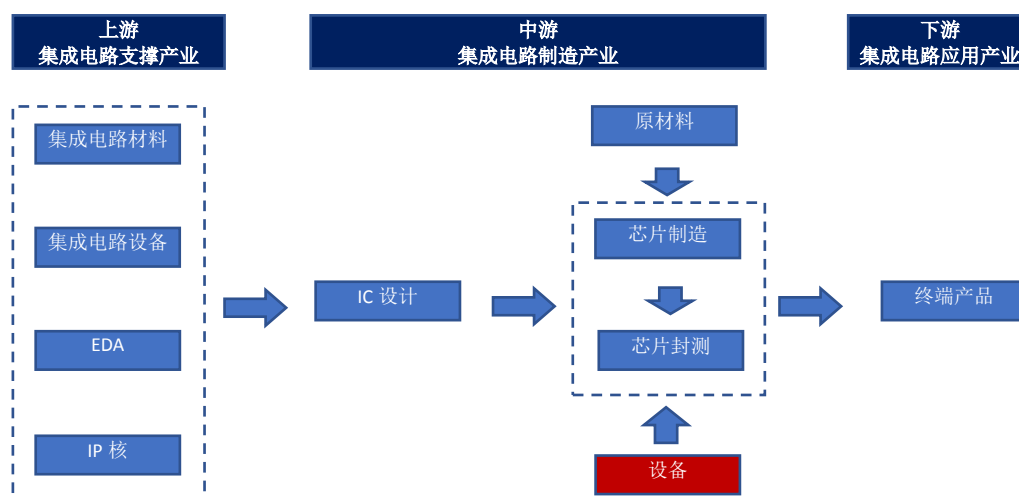 上游
集成电路支撑产业
中游
集成电路制造产业
下游
集成电路应用产业
集成电路材料
集成电路设备
EDA
IP 核
IC 设计
原材料
芯片制造
芯片封测
设备
终端产品